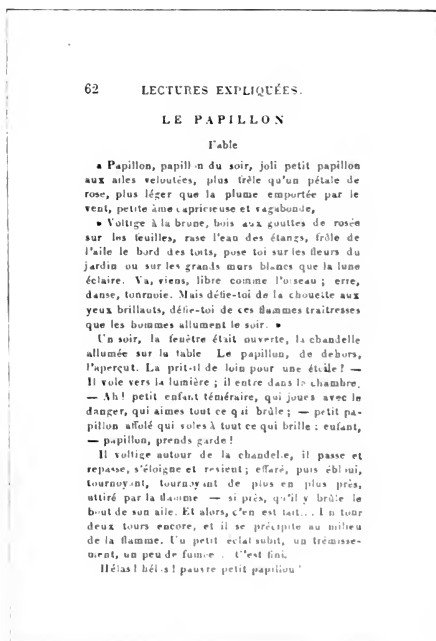 62 LECTURES EXPLIQUÉES.
LE PAPILLON
Fable
« Papillon, papillon du soir, joli petit papillon
aux ailes veloutées, plus frêle qu'un pétale de
rose, plus léger que la plume emportée par le
vent, petite âme capricieuse et vagabonde,
» Voltige à la brune, bois aux gouttes de rosée
sur les feuilles, rase l'eau des étangs, frôle de
l'aile le bord des toits, pose toi sur les fleurs du
jardin ou sur les grands murs blancs que la lune
éclaire. Va, viens, libre comme l'oiseau ; erre,
danse, tournoie. Mais défie-toi de la chouette aux
yeux brillants, défie-toi de ces flammes traîtresses
que les hommes allument le soir. »
Un soir, la fenêtre était ouverte, la chandelle
allumée sur la table Le papillon, de dehors,
l'aperçut. La prit-il de loin pour une étoile ? —
Il vole vers la lumière ; il entre dans la chambre.
— Ah ! petit enfant téméraire, qui joues avec le
danger, qui aimes tout ce qui brûle ; — petit pa-
pillon affolé qui voles à tout ce qui brille : enfant,
— papillon, prends garde !
Il voltige autour de la chandelle, il passe et
repasse, s'éloigne et revient ; effaré, puis ébloui,
tournoyant, tournoyant de plus en plus près,
attiré par la flamme — si près, qu'il y brûle le
bout de son aile. Et alors, c'en est fait... Un tour
deux tours encore, et il se précipite au milieu
de la flamme. Un petit éclat subit, un trémisse-
ment, un peu de fumée . C'est fini.
Hélas ! hélas ! pauvre petit papillon !